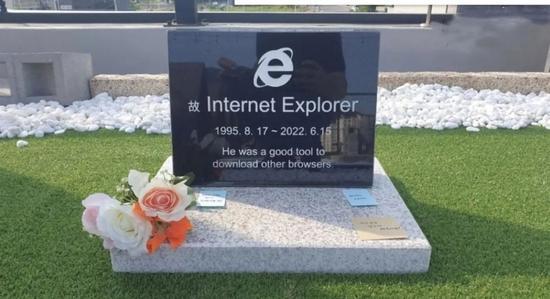 故 Internet Explorer
1995. 8. 17 ~ 2022. 6.15
He was a good tool to
download other browsers.